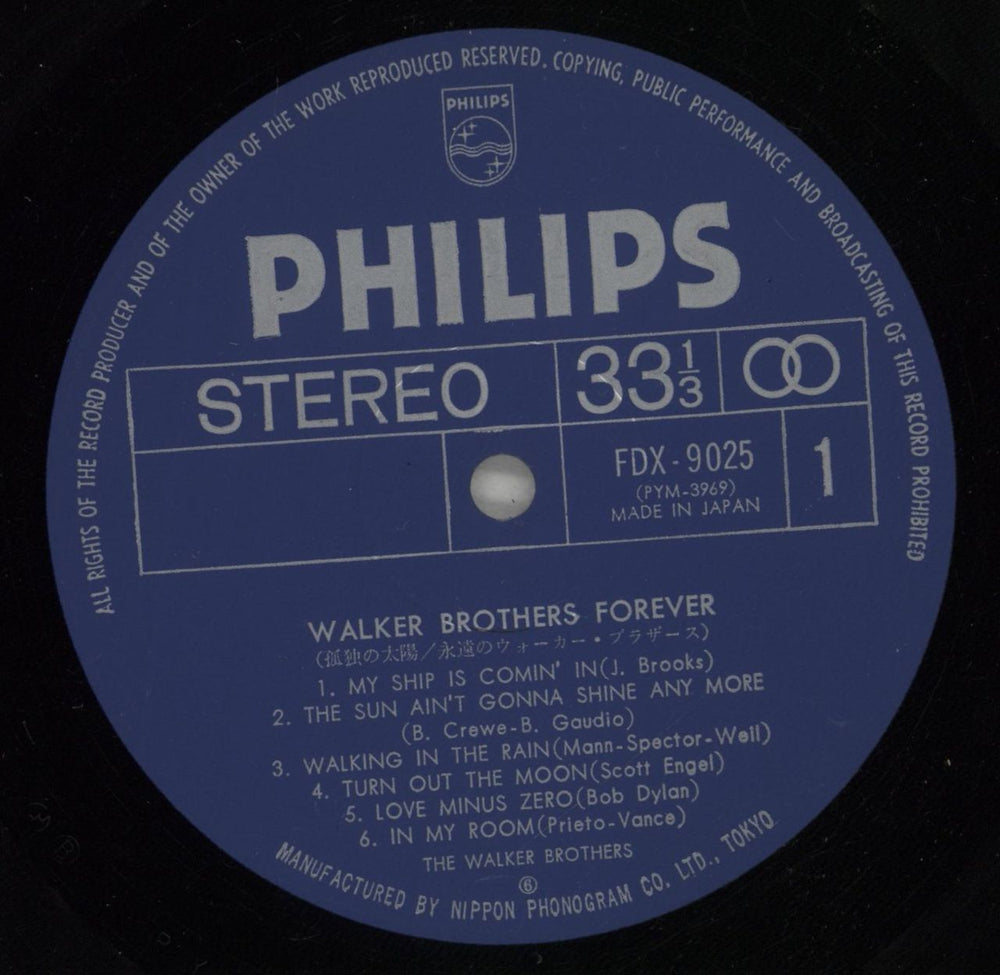 ALL RIGHTS OF THE RECORD PRODUCER AND OF THE OWNER OF THE WORK REPRODUCED RESERVED. COPYING, PUBLIC PERFORMANCE AND BROADCASTING OF THIS RECORD PROHIBITED
PHILIPS
PHILIPS
STEREO 33 1/3
FDX-9025
(PYM-3969)
MADE IN JAPAN
1
WALKER BROTHERS FOREVER
(孤独の太陽/永遠のウォーカー・ブラザース)
1. MY SHIP IS COMIN' IN(J. Brooks)
2. THE SUN AIN'T GONNA SHINE ANY MORE
(B. Crewe-B. Gaudio)
3. WALKING IN THE RAIN(Mann-Spector-Weil)
4. TURN OUT THE MOON(Scott Engel)
5. LOVE MINUS ZERO(Bob Dylan)
6. IN MY ROOM(Prieto-Vance)
THE WALKER BROTHERS
⑥
MANUFACTURED BY NIPPON PHONOGRAM CO. LTD., TOKYO